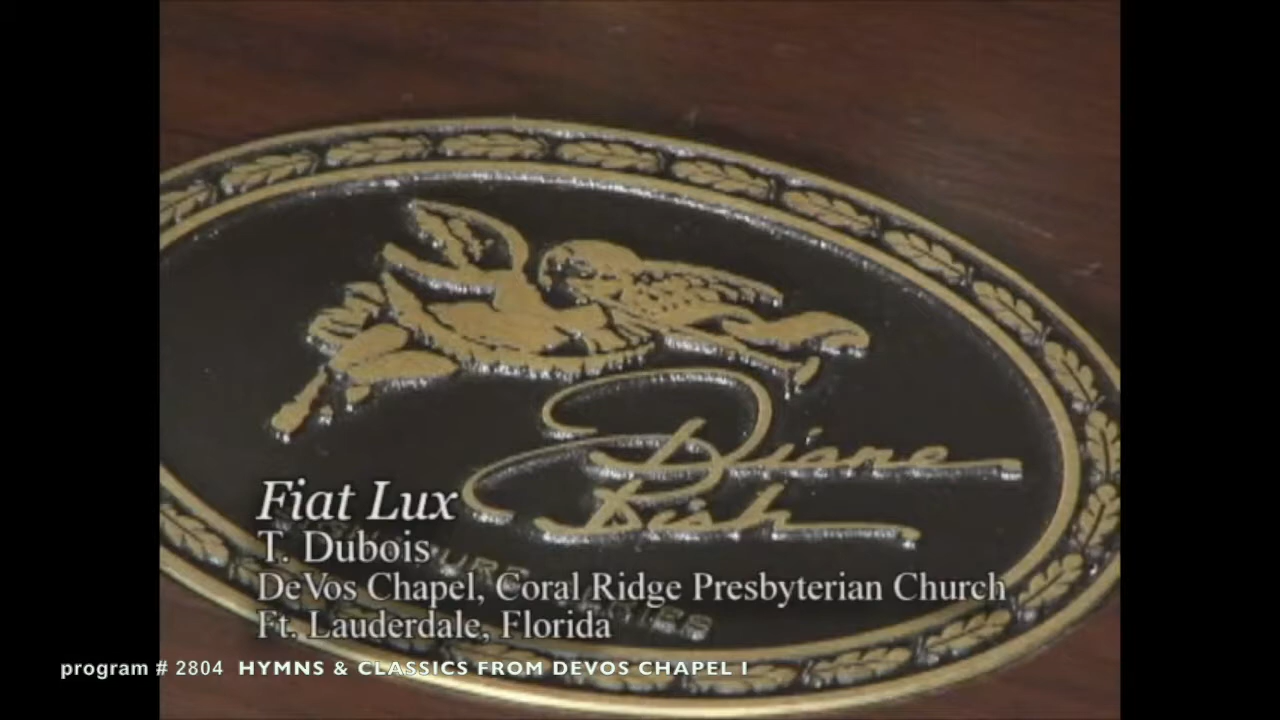 Diane
Bish
Fiat Lux
T. Dubois
DeVos Chapel, Coral Ridge Presbyterian Church
Ft. Lauderdale, Florida
program # 2804 HYMNS & CLASSICS FROM DEVOS CHAPEL I